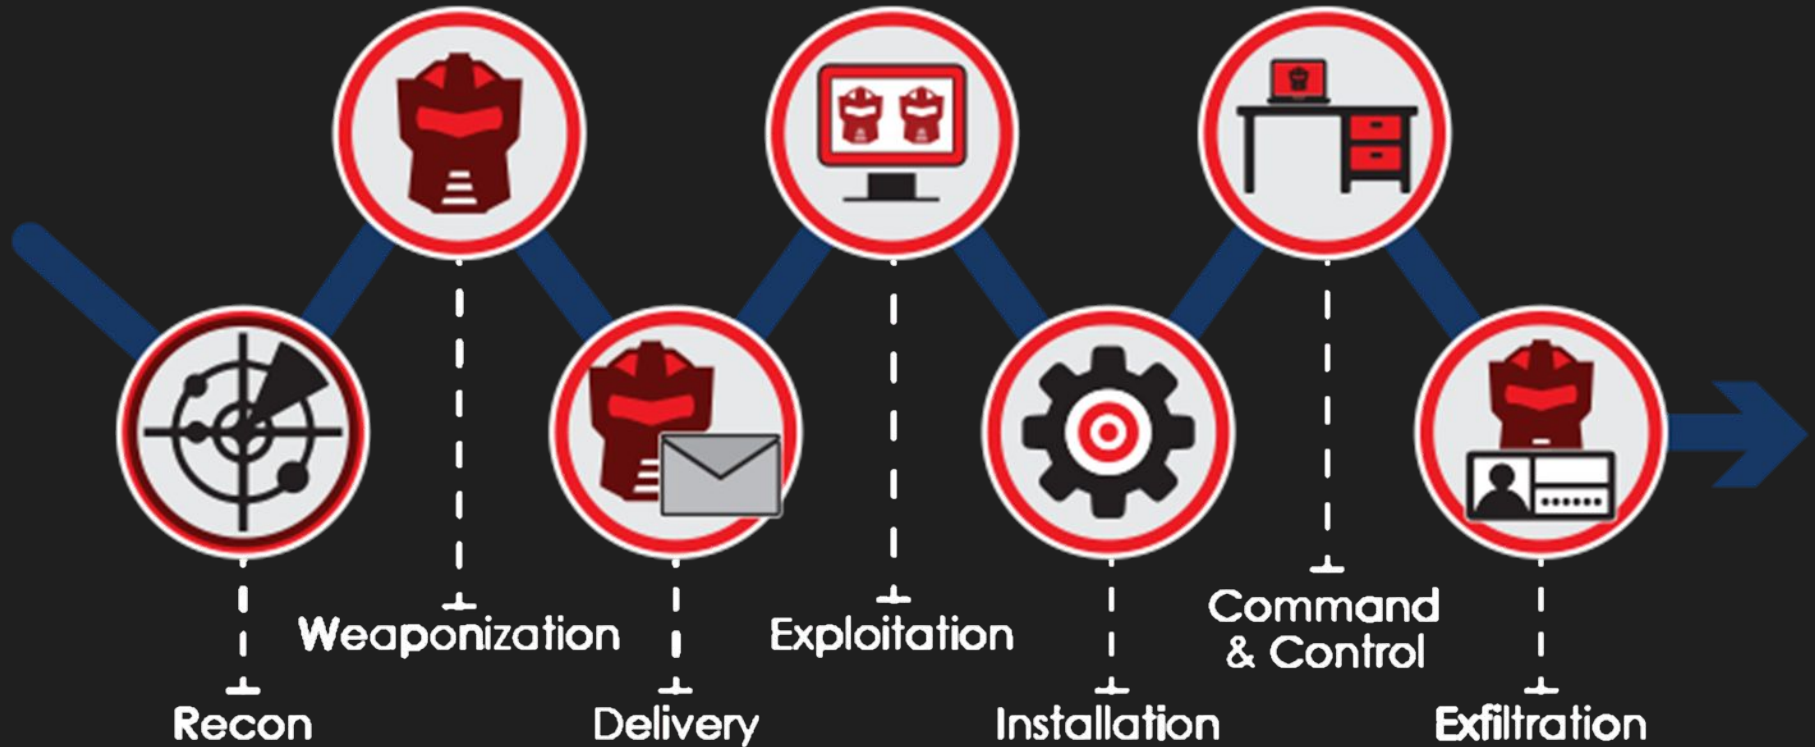 Recon
Weaponization
Delivery
Exploitation
Installation
Command
& Control
Exfiltration